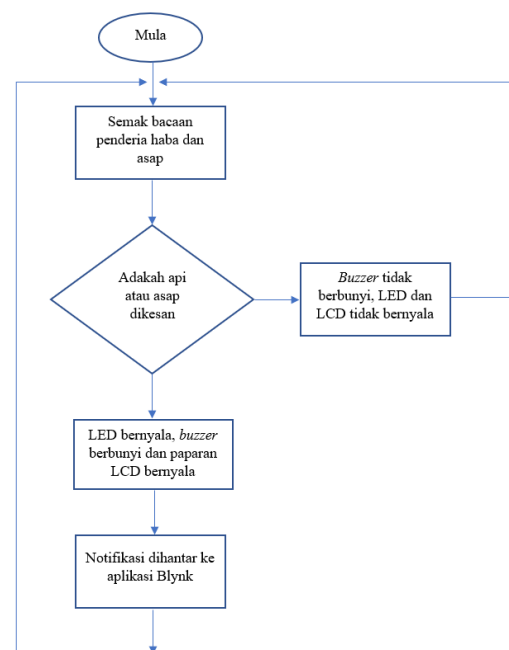 Mula
Semak bacaan
penderia haba dan
asap
Adakah api
atau asap
dikesan
Buzzer tidak
berbunyi, LED dan
LCD tidak bernyala
LED bernyala, buzzer
berbunyi dan paparan
LCD bernyala
Notifikasi dihantar ke
aplikasi Blynk